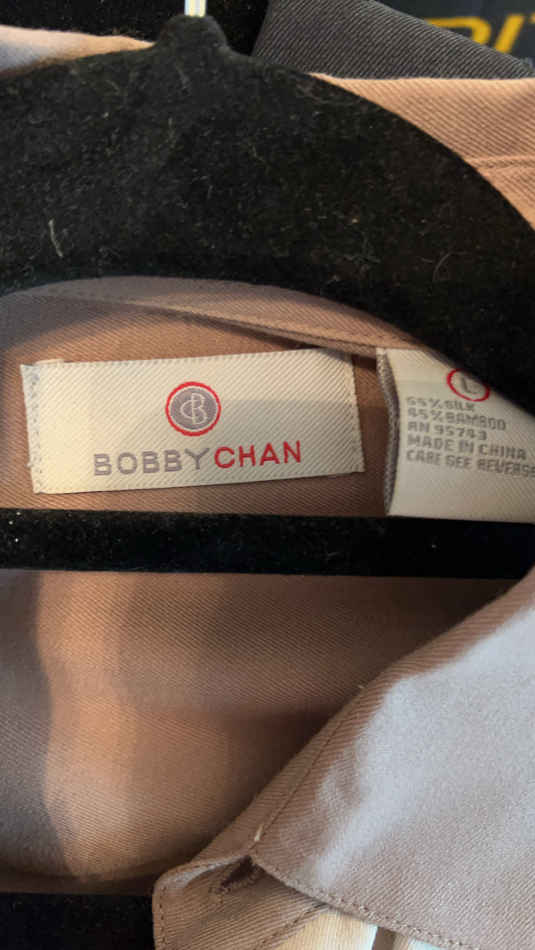 BOBBYCHAN
L
55% SILK
45% BAMBOO
RN 95743
MADE IN CHINA
CARE SEE REVERSE